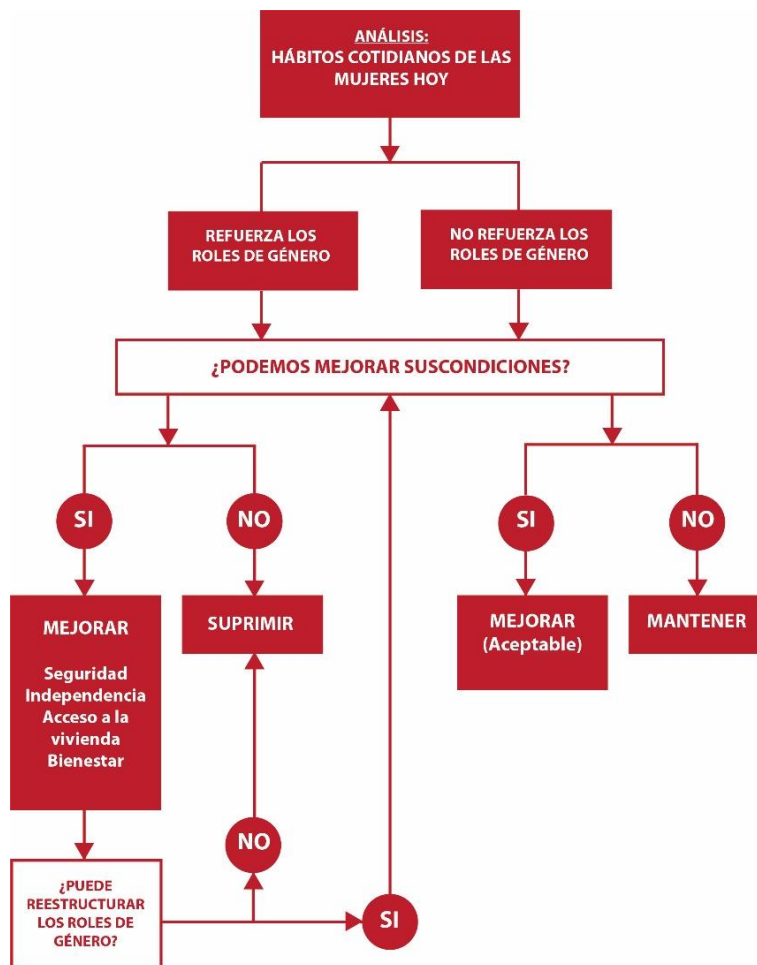 ANÁLISIS:
HÁBITOS COTIDIANOS DE LAS
MUJERES HOY
REFUERZA LOS
ROLES DE GÉNERO
NO REFUERZA LOS
ROLES DE GÉNERO
¿PODEMOS MEJORAR SUSCONDICIONES?
SI
NO
SI
NO
MEJORAR
Seguridad
Independencia
Acceso a la
vivienda
Bienestar
SUPRIMIR
MEJORAR
(Aceptable)
MANTENER
NO
¿PUEDE
REESTRUCTURAR
LOS ROLES DE
GÉNERO?
SI